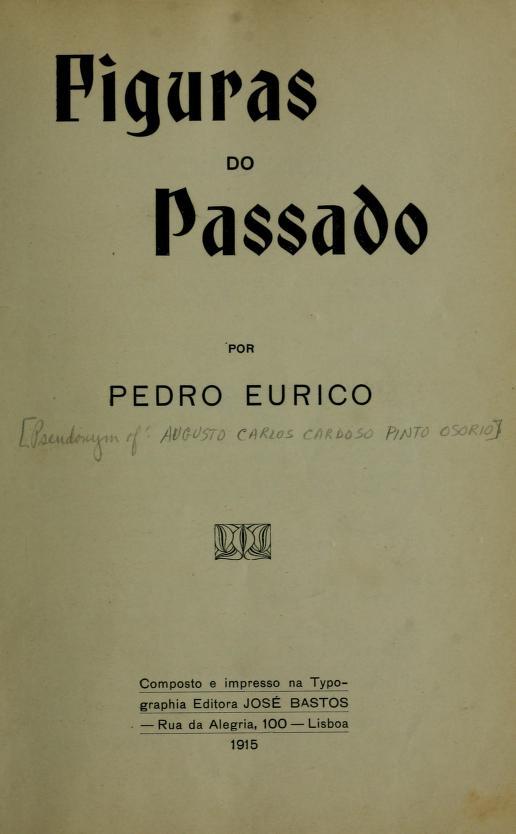 Figuras
DO
Passado
POR
PEDRO EURICO
[Pseudonym of: AUGUSTO CARLOS CARDOSO PINTO OSORIO]
Composto e impresso na Typo-
graphia Editora JOSÉ BASTOS
— Rua da Alegria, 100 — Lisboa
1915